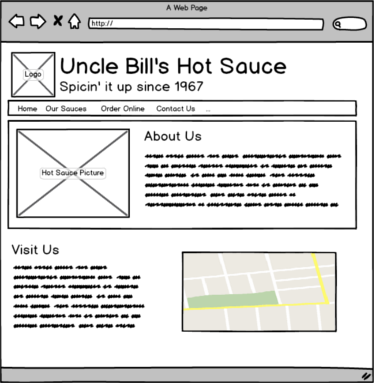 A Web Page
http://
Logo
Uncle Bill's Hot Sauce
Spicin' it up since 1967
Home Our Sauces Order Online Contact Us ...
Hot Sauce Picture
About Us
Visit Us